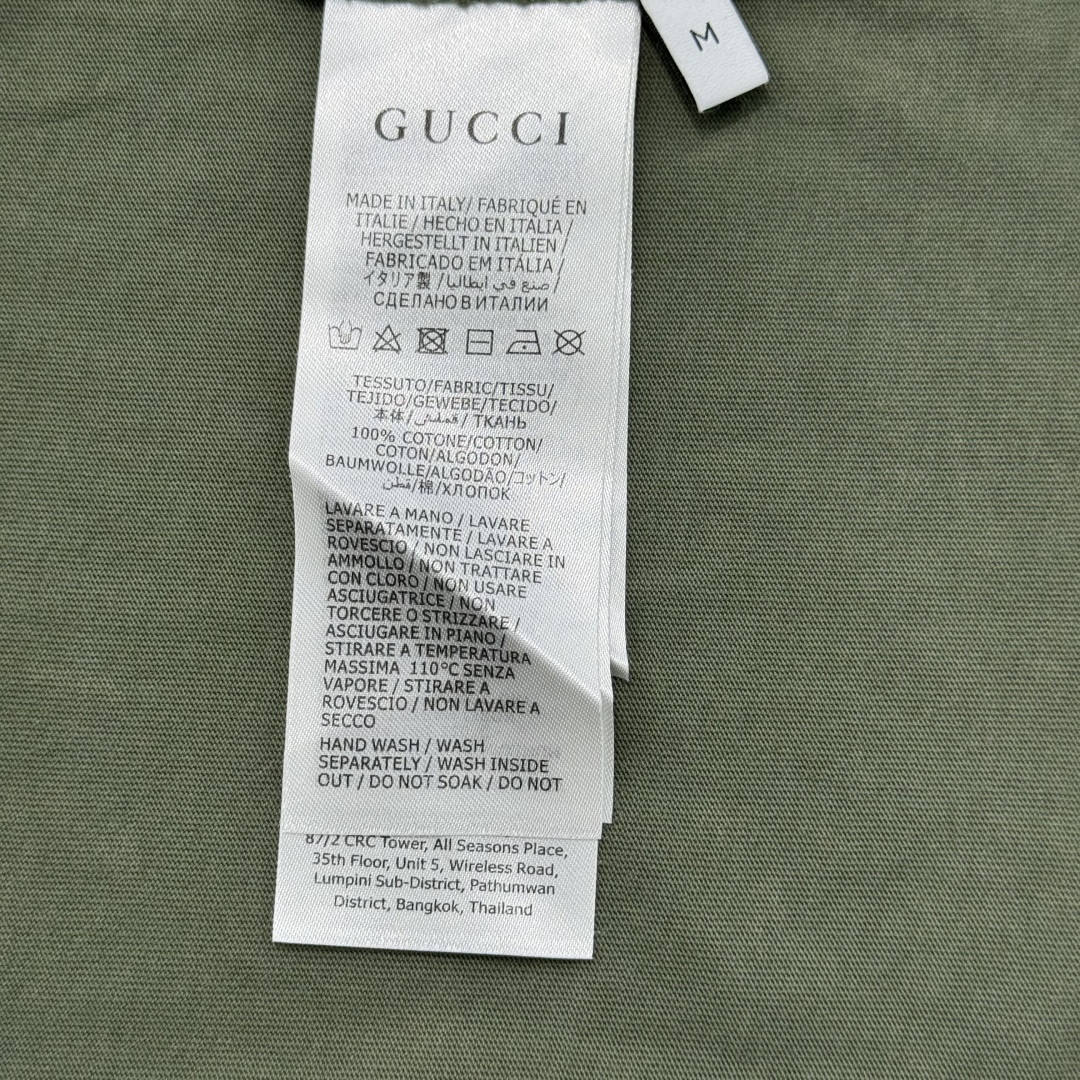 M
GUCCI
MADE IN ITALY/ FABRIQUÉ EN
ITALIE / HECHO EN ITALIA /
HERGESTELLT IN ITALIEN /
FABRICADO EM ITÁLIA /
イタリア製 / صنع في ايطاليا/
СДЕЛАНО В ИТАЛИИ
TESSUTO/FABRIC/TISSU/
TEJIDO/GEWEBE/TECIDO/
本体/ / ТКАНЬ
100% COTONE/COTTON/
COTON/ALGODON/
BAUMWOLLE/ALGODÃO/コットン/
قطن/棉/ХЛОПОК
LAVARE A MANO / LAVARE
SEPARATAMENTE / LAVARE A
ROVESCIO / NON LASCIARE IN
AMMOLLO / NON TRATTARE
CON CLORO / NON USARE
ASCIUGATRICE / NON
TORCERE O STRIZZARE /
ASCIUGARE IN PIANO /
STIRARE A TEMPERATURA
MASSIMA 110°C SENZA
VAPORE / STIRARE A
ROVESCIO / NON LAVARE A
SECCO
HAND WASH / WASH
SEPARATELY / WASH INSIDE
OUT / DO NOT SOAK / DO NOT
87/2 CRC Tower, All Seasons Place,
35th Floor, Unit 5, Wireless Road,
Lumpini Sub-District, Pathumwan
District, Bangkok, Thailand